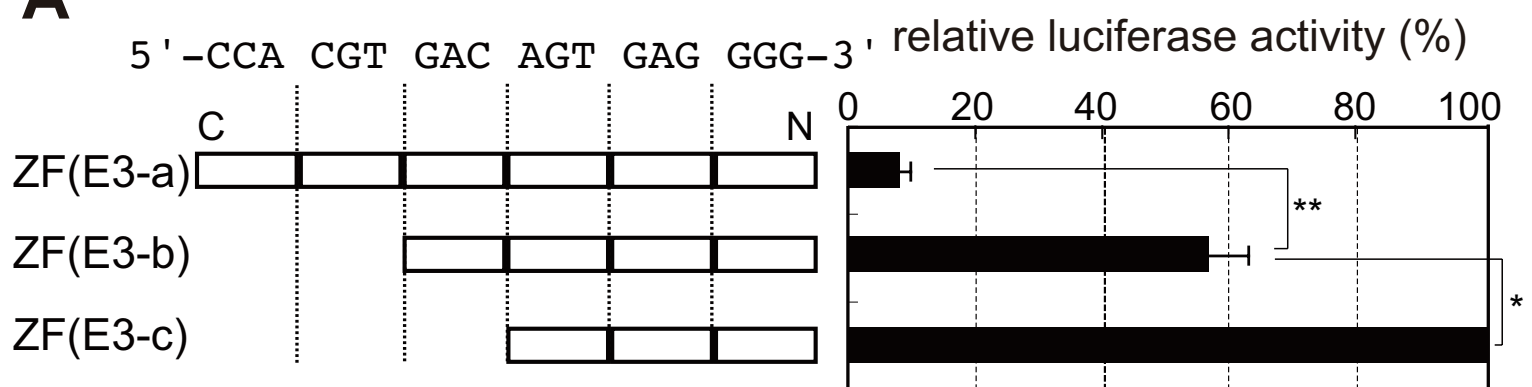 A
5'-CCA CGT GAC AGT GAG GGG-3'
relative luciferase activity (%)
0 20 40 60 80 100
C N
ZF(E3-a)
**
ZF(E3-b)
*
ZF(E3-c)